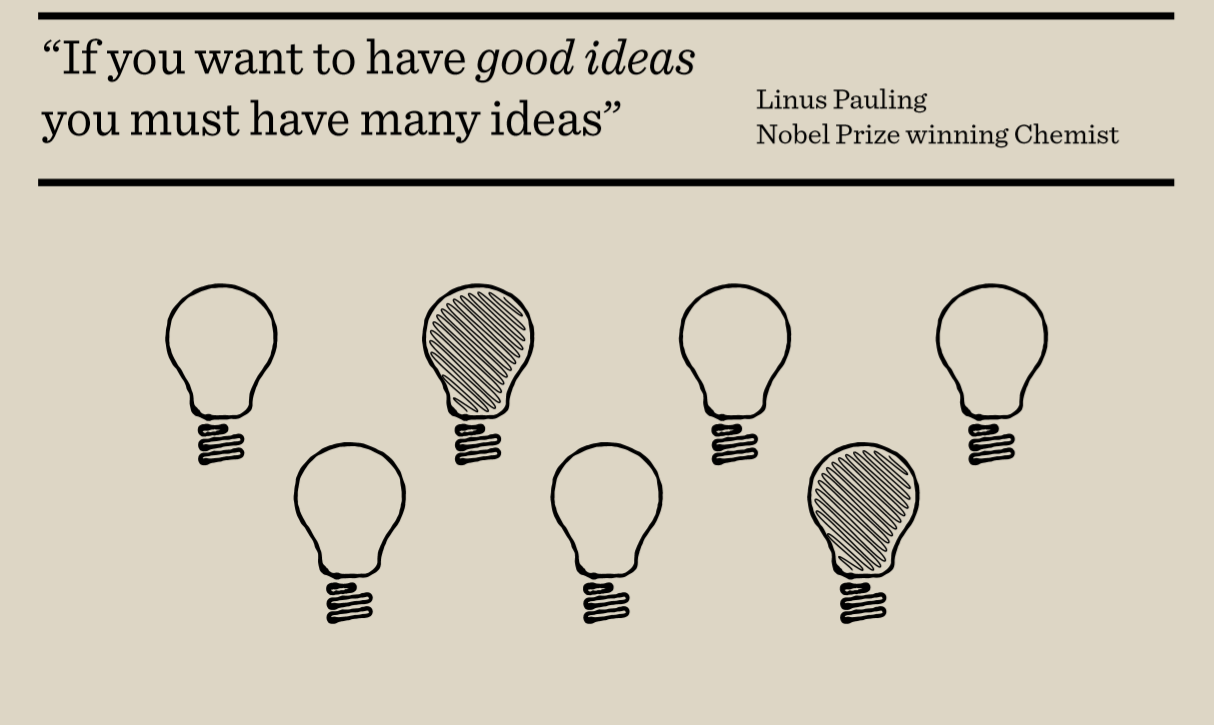 “If you want to have good ideas
you must have many ideas”
Linus Pauling
Nobel Prize winning Chemist